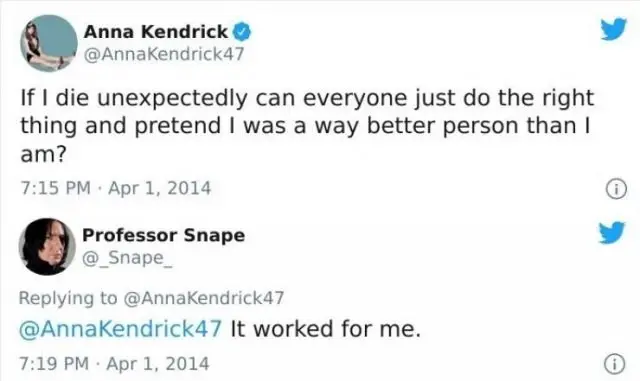 Anna Kendrick
@AnnaKendrick47
If I die unexpectedly can everyone just do the right
thing and pretend I was a way better person than I
am?
7:15 PM · Apr 1, 2014
Professor Snape
@_Snape_
Replying to @AnnaKendrick47
@AnnaKendrick47 It worked for me.
7:19 PM · Apr 1, 2014